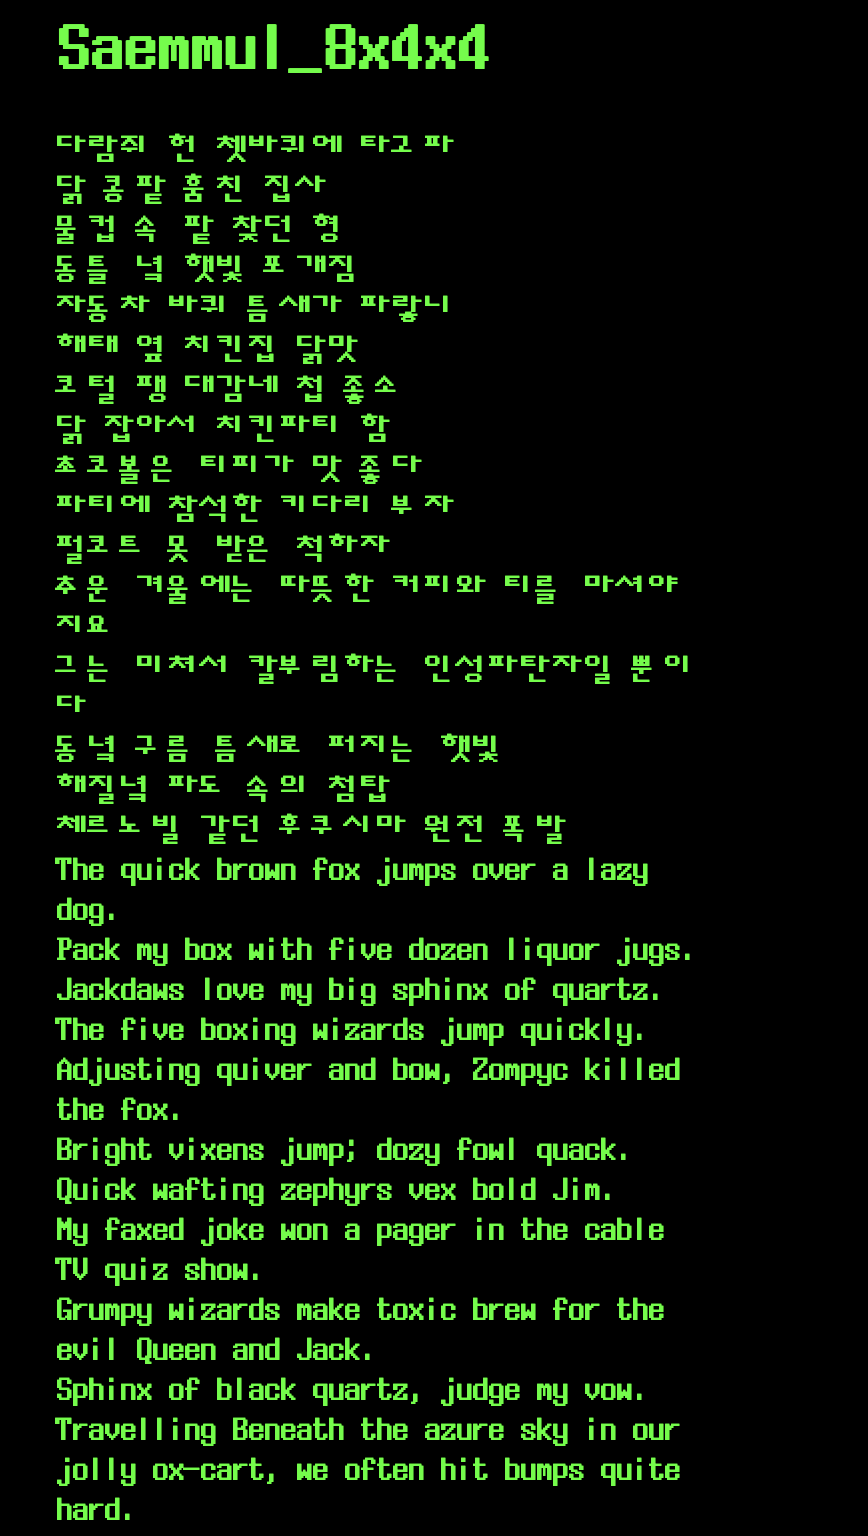 Saemmul_8x4x4
다람쥐 헌 쳇바퀴에 타고파
닭 콩팥 훔친 집사
물컵 속 팥 찾던 형
동틀 녘 햇빛 포개짐
자동차 바퀴 틈새가 파랗니
해태 옆 치킨집 닭맛
코털 팽 대감네 첩 좋소
닭 잡아서 치킨파티 함
초코볼은 티피가 맛 좋다
파티에 참석한 키다리 부자
펄코트 못 받은 척하자
추운 겨울에는 따뜻한 커피와 티를 마셔야
지요
그는 미쳐서 칼부림하는 인성파탄자일 뿐이
다
동녘 구름 틈새로 퍼지는 햇빛
해질녘 파도 속의 첨탑
체르노빌 같던 후쿠시마 원전 폭발
The quick brown fox jumps over a lazy
dog.
Pack my box with five dozen liquor jugs.
Jackdaws love my big sphinx of quartz.
The five boxing wizards jump quickly.
Adjusting quiver and bow, Zompyc killed
the fox.
Bright vixens jump; dozy fowl quack.
Quick wafting zephyrs vex bold Jim.
My faxed joke won a pager in the cable
TV quiz show.
Grumpy wizards make toxic brew for the
evil Queen and Jack.
Sphinx of black quartz, judge my vow.
Travelling Beneath the azure sky in our
jolly ox-cart, we often hit bumps quite
hard.